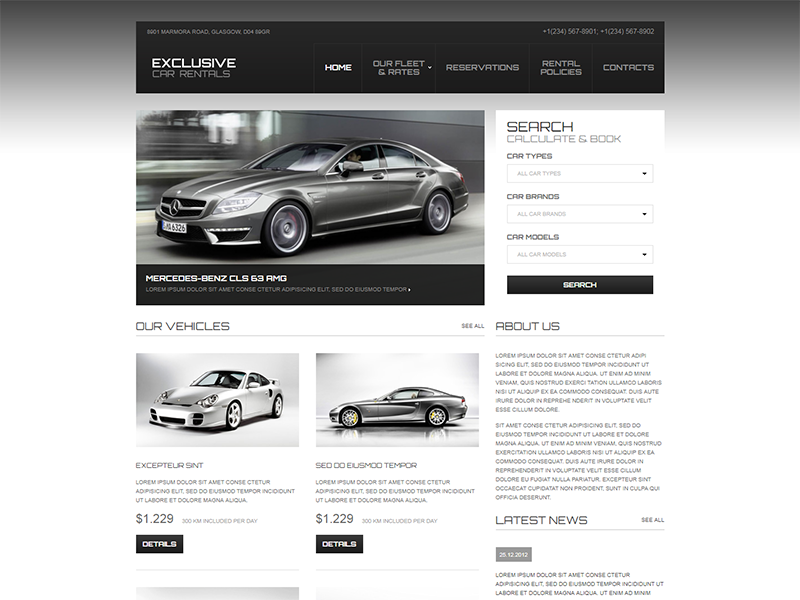 8901 MARMORA ROAD, GLASGOW, D04 89GR
+1(234) 567-8901; +1(234) 567-8902
EXCLUSIVE
CAR RENTALS
HOME
OUR FLEET
& RATES
RESERVATIONS
RENTAL
POLICIES
CONTACTS
MERCEDES-BENZ CLS 63 AMG
LOREM IPSUM DOLOR SIT AMET CONSE CTETUR ADIPISICING ELIT, SED DO EIUSMOD TEMPOR
SEARCH
CALCULATE & BOOK
CAR TYPES
ALL CAR TYPES
CAR BRANDS
ALL CAR BRANDS
CAR MODELS
ALL CAR MODELS
SEARCH
OUR VEHICLES
SEE ALL
EXCEPTEUR SINT
LOREM IPSUM DOLOR SIT AMET CONSE CTETUR
ADIPISICING ELIT, SED DO EIUSMOD TEMPOR INCIDIDUNT
UT LABORE ET DOLORE MAGNA ALIQUA.
$1.229 300 KM INCLUDED PER DAY
DETAILS
SED DO EIUSMOD TEMPOR
LOREM IPSUM DOLOR SIT AMET CONSE CTETUR
ADIPISICING ELIT, SED DO EIUSMOD TEMPOR INCIDIDUNT
UT LABORE ET DOLORE MAGNA ALIQUA.
$1.229 300 KM INCLUDED PER DAY
DETAILS
ABOUT US
LOREM IPSUM DOLOR SIT AMET CONSE CTETUR ADIPI
SICING ELIT, SED DO EIUSMOD TEMPOR INCIDIDUNT UT
LABORE ET DOLORE MAGNA ALIQUA. UT ENIM AD MINIM
VENIAM, QUIS NOSTRUD EXERCI TATION ULLAMCO LABORIS
NISI UT ALIQUIP EX EA COMMODO CONSEQUAT. DUIS AUTE
IRURE DOLOR IN REPREHE NDERIT IN VOLUPTATE VELIT
ESSE CILLUM DOLORE.
SIT AMET CONSE CTETUR ADIPISICING ELIT, SED DO
EIUSMOD TEMPOR INCIDIDUNT UT LABORE ET DOLORE
MAGNA ALIQUA. UT ENIM AD MINIM VENIAM, QUIS NOSTRUD
EXERCITATION ULLAMCO LABORIS NISI UT ALIQUIP EX EA
COMMODO CONSEQUAT. DUIS AUTE IRURE DOLOR IN
REPREHENDERIT IN VOLUPTATE VELIT ESSE CILLUM
DOLORE EU FUGIAT NULLA PARIATUR. EXCEPTEUR SINT
OCCAECAT CUPIDATAT NON PROIDENT, SUNT IN CULPA QUI
OFFICIA DESERUNT.
LATEST NEWS
SEE ALL
25.12.2012
LOREM IPSUM DOLOR SIT AMET CONSE CTETUR
ADIPISICING ELIT, SED DO EIUSMOD TEMPOR INCIDIDUNT
UT LABORE ET DOLORE MAGNA ALIQUA. UT ENIM AD MINIM